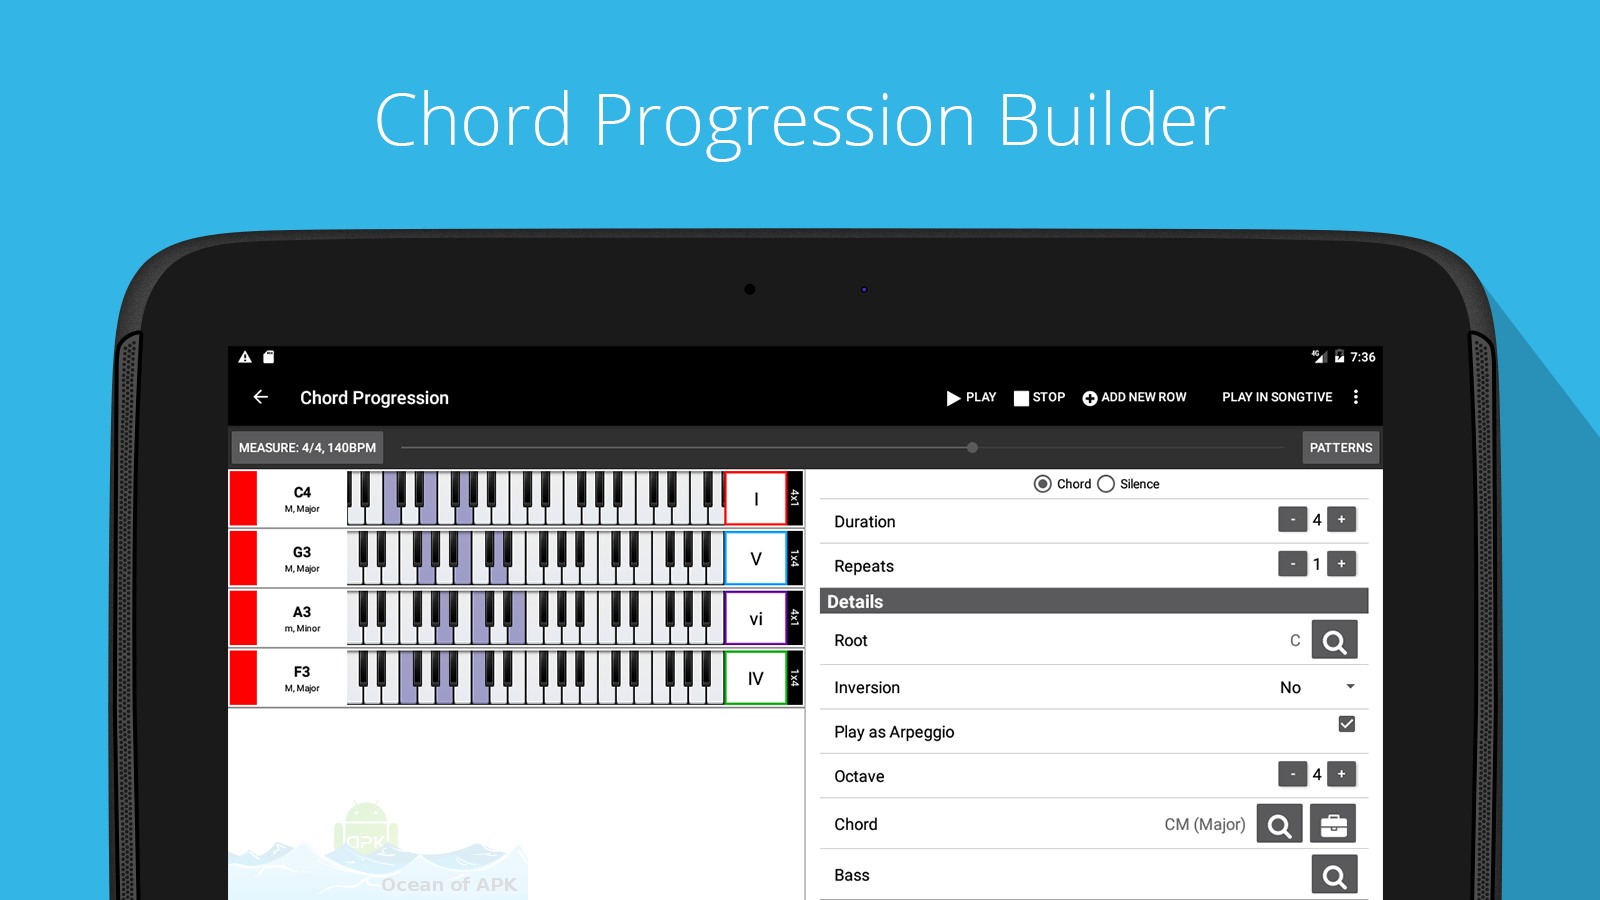 Chord Progression Builder
4G 7:36
Chord Progression PLAY STOP ADD NEW ROW PLAY IN SONGTIVE
MEASURE: 4/4, 140BPM PATTERNS
C4
M, Major
I
4x1
G3
M, Major
V
1x4
A3
m, Minor
vi
4x1
F3
M, Major
IV
1x4
Chord Silence
Duration - 4 +
Repeats - 1 +
Details
Root C
Inversion No
Play as Arpeggio
Octave - 4 +
Chord CM (Major)
Bass
APK
Ocean of APK